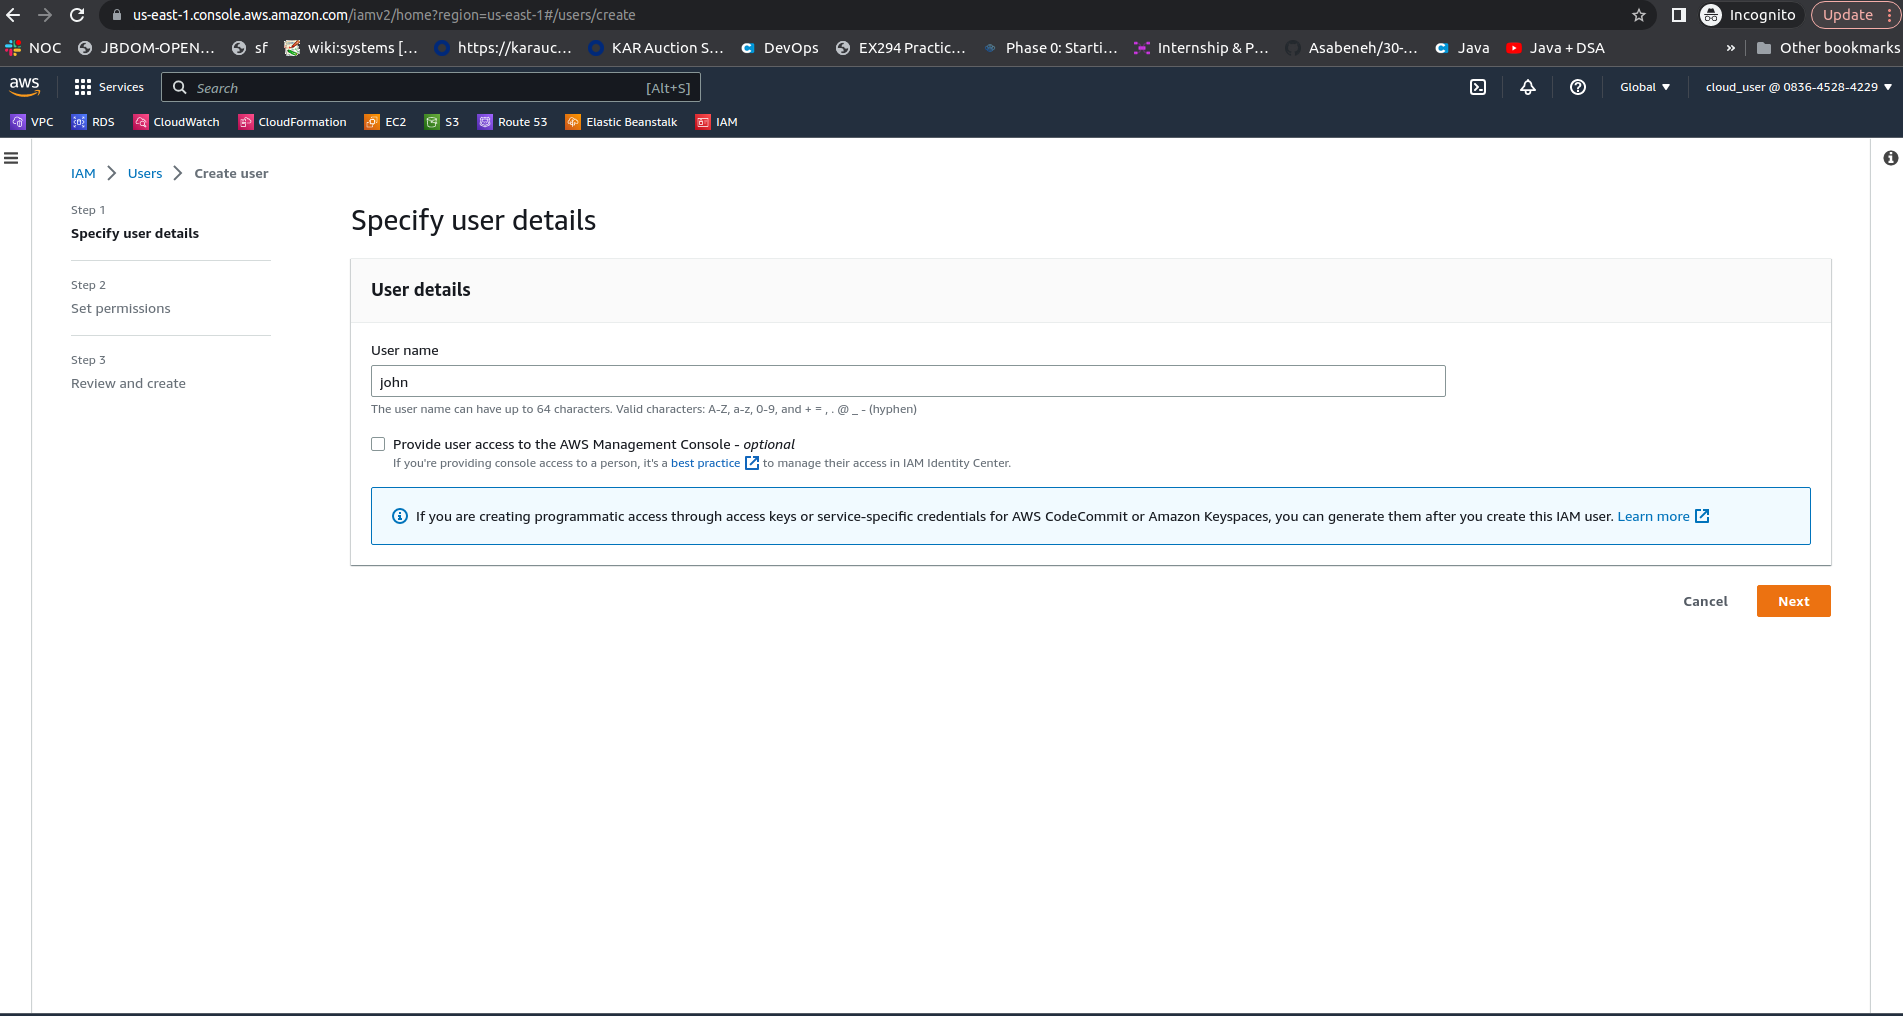 us-east-1.console.aws.amazon.com/iamv2/home?region=us-east-1#/users/create
Incognito
Update
NOC
JBDOM-OPEN...
sf
wiki:systems [...
https://karauc...
KAR Auction S...
DevOps
EX294 Practic...
Phase 0: Starti...
Internship & P...
Asabeneh/30-...
Java
Java + DSA
»
Other bookmarks
aws
Services
Search
[Alt+S]
Global
cloud_user @ 0836-4528-4229
VPC
RDS
CloudWatch
CloudFormation
EC2
S3
Route 53
Elastic Beanstalk
IAM
IAM
Users
Create user
Step 1
Specify user details
Step 2
Set permissions
Step 3
Review and create
Specify user details
User details
User name
john
The user name can have up to 64 characters. Valid characters: A-Z, a-z, 0-9, and + = , . @ _ - (hyphen)
Provide user access to the AWS Management Console - optional
If you're providing console access to a person, it's a best practice to manage their access in IAM Identity Center.
If you are creating programmatic access through access keys or service-specific credentials for AWS CodeCommit or Amazon Keyspaces, you can generate them after you create this IAM user. Learn more
Cancel
Next